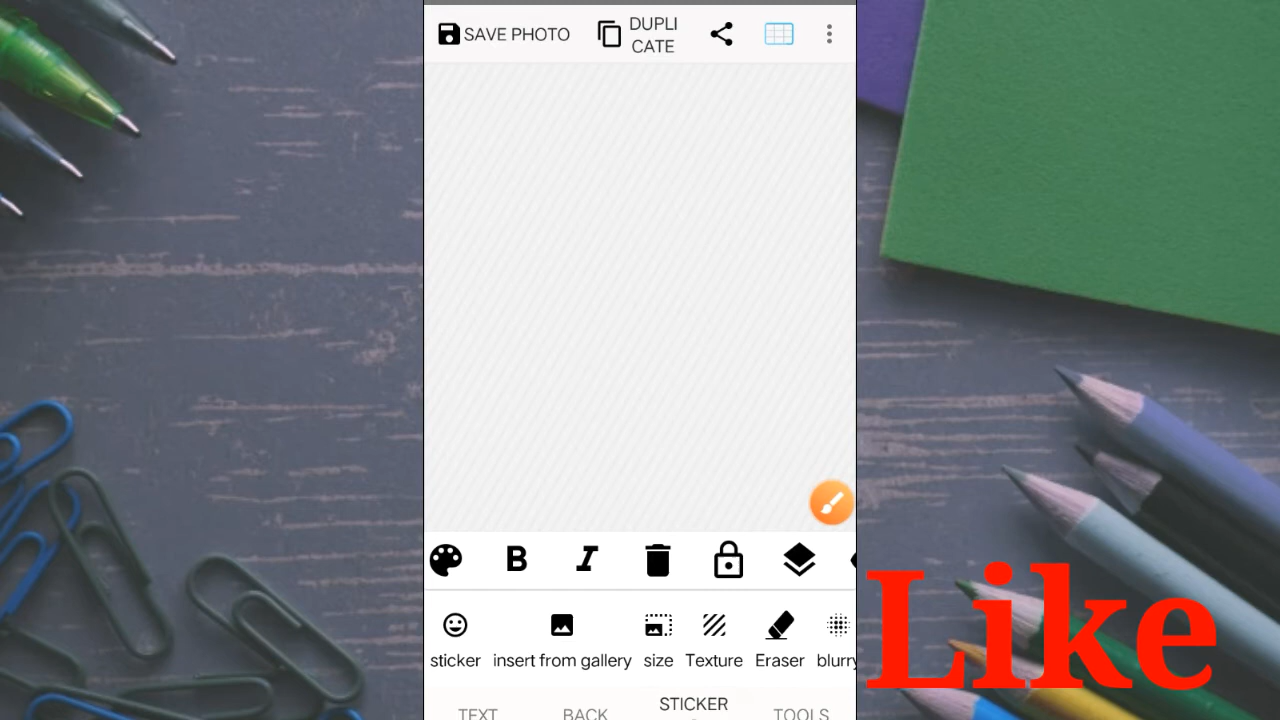 SAVE PHOTO
DUPLI
CATE
B
I
sticker
insert from gallery
size
Texture
Eraser
blurry
TEXT
BACK
STICKER
TOOLS
Like